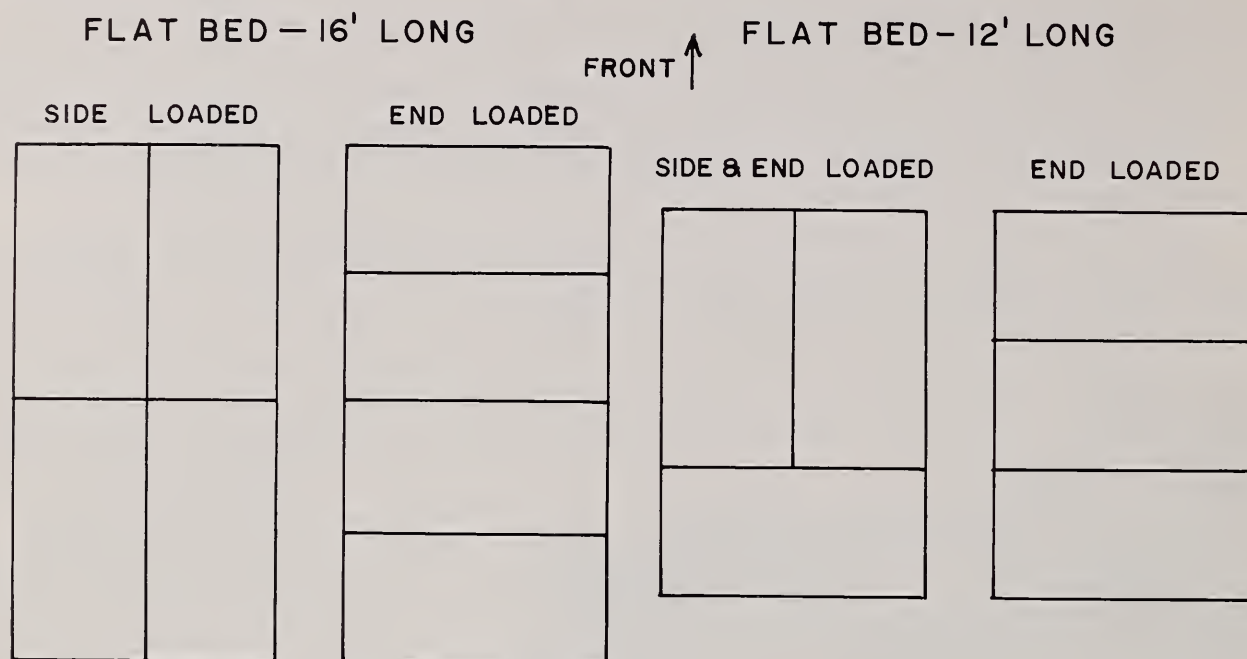 FLAT BED — 16' LONG
FRONT
FLAT BED - 12' LONG
SIDE LOADED
END LOADED
SIDE & END LOADED
END LOADED